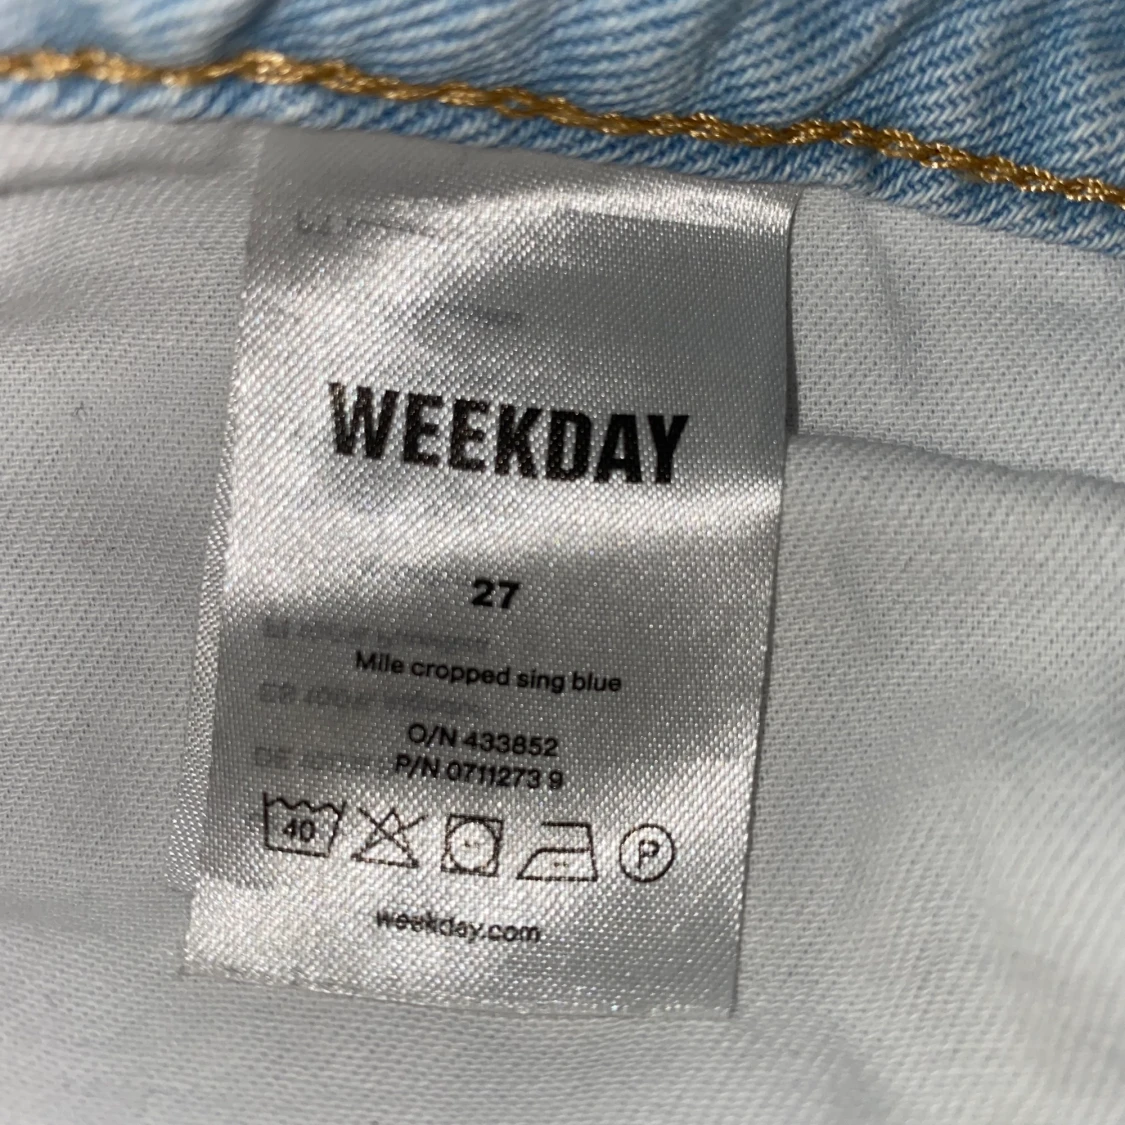 WEEKDAY
27
Mile cropped sing blue
O/N 433852
P/N 0711273 9
40 P
weekday.com